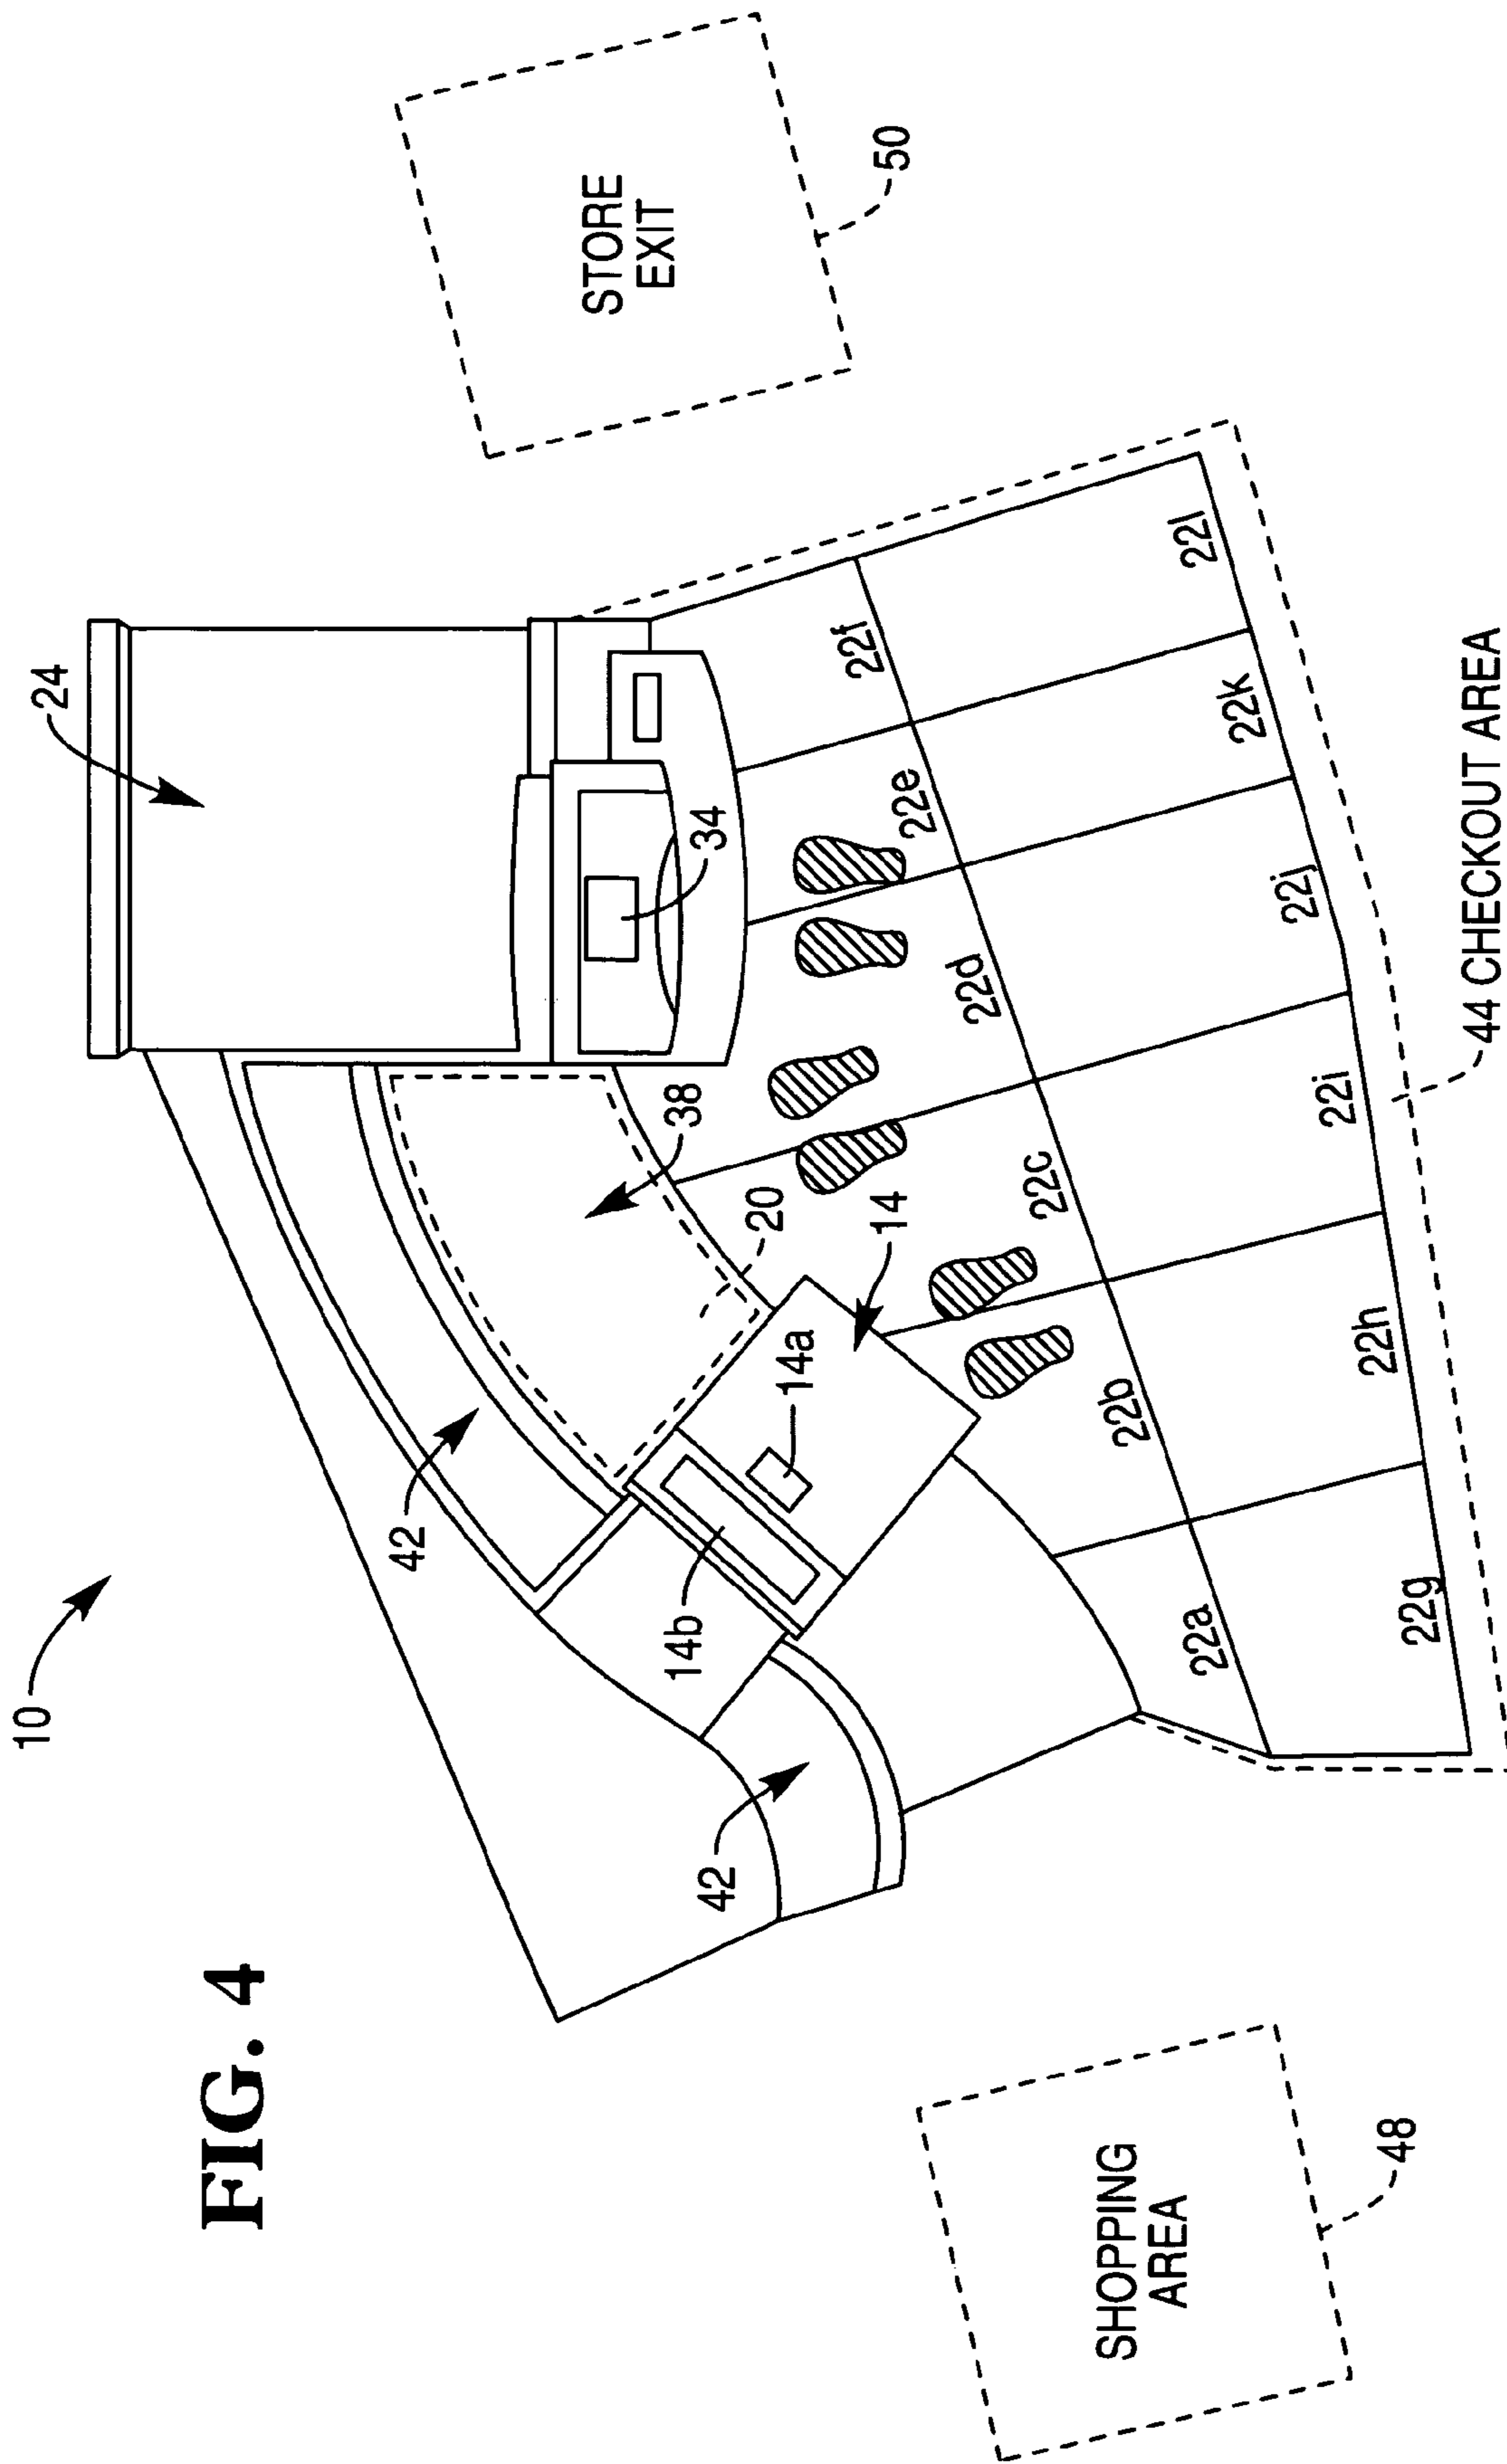 FIG. 4
10
24
42
42
14b
14a
14
20
38
34
STORE
EXIT
50
22a
22b
22c
22d
22e
22f
22g
22h
22i
22j
22k
22l
SHOPPING
AREA
48
44 CHECKOUT AREA